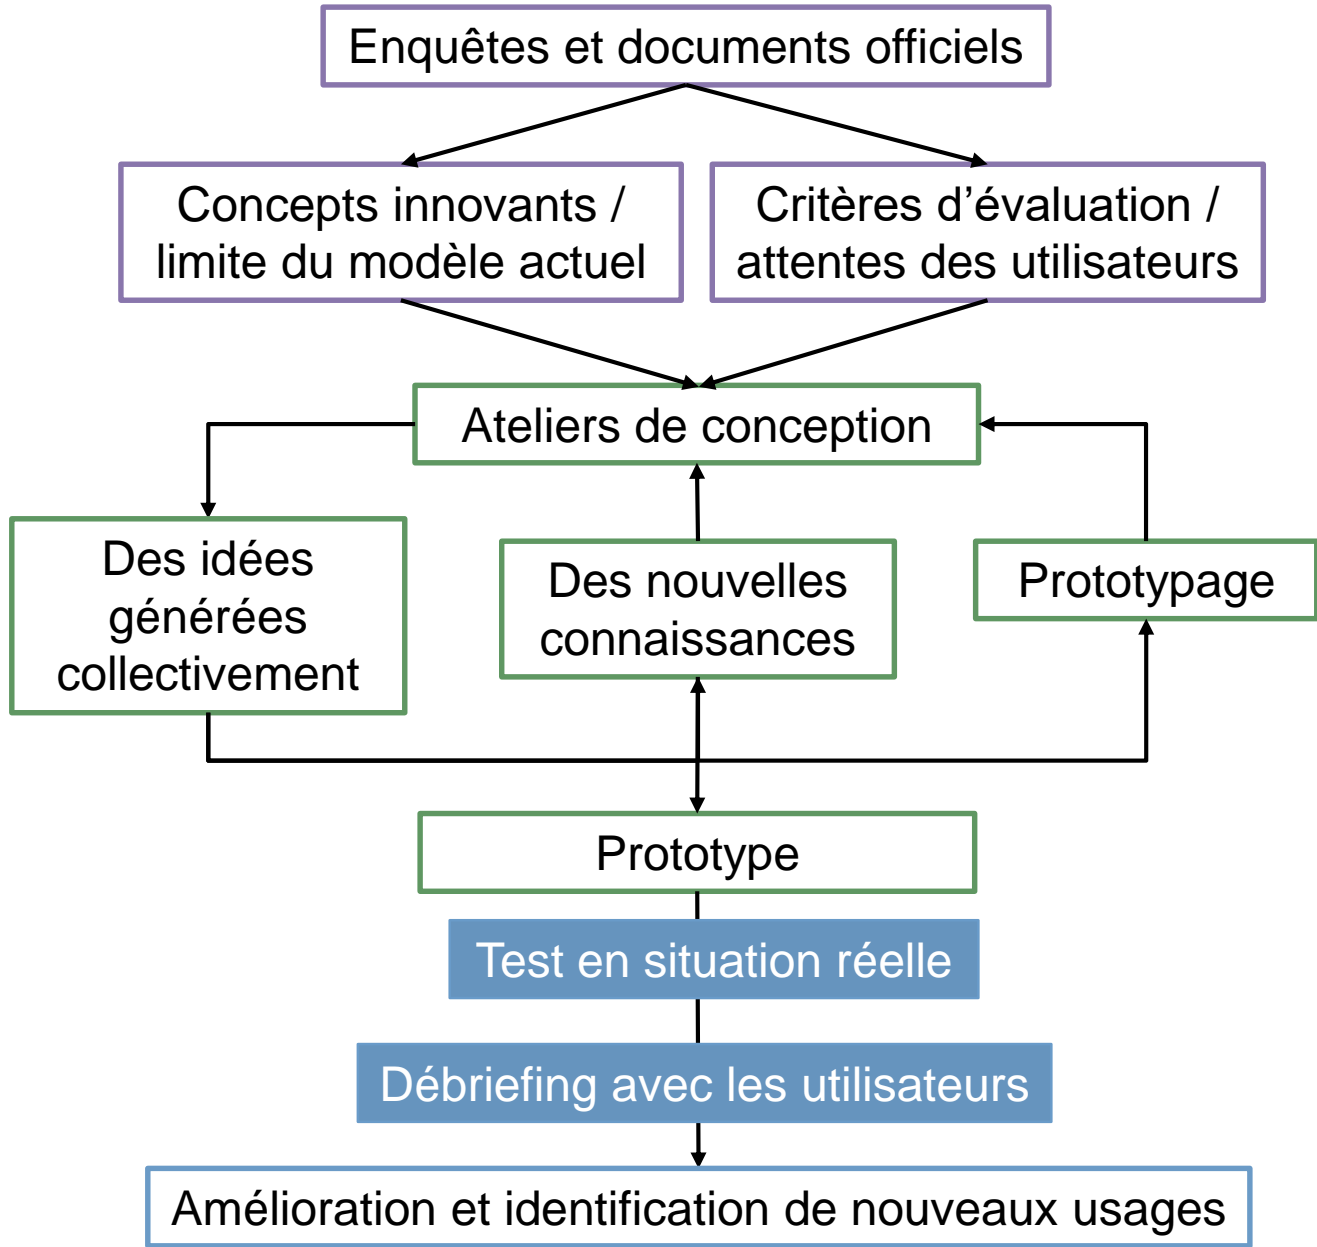 Enquêtes et documents officiels
Concepts innovants /
limite du modèle actuel
Critères d’évaluation /
attentes des utilisateurs
Ateliers de conception
Des idées
générées
collectivement
Des nouvelles
connaissances
Prototypage
Prototype
Test en situation réelle
Débriefing avec les utilisateurs
Amélioration et identification de nouveaux usages